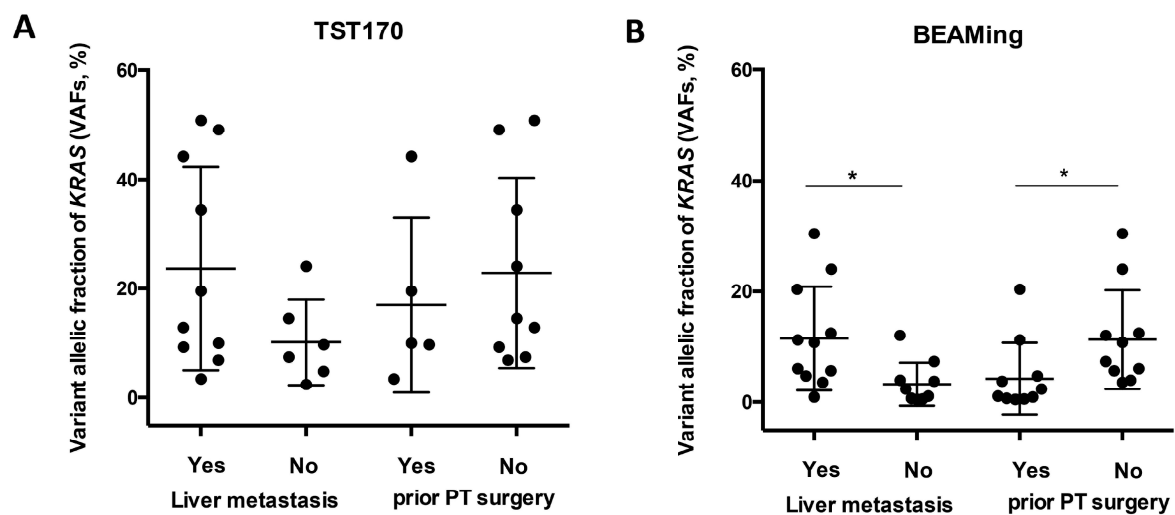 A
TST170
Variant allelic fraction of KRAS (VAFs, %)
60
40
20
0
Yes
No
Yes
No
Liver metastasis
prior PT surgery
B
BEAMing
Variant allelic fraction of KRAS (VAFs, %)
60
40
20
0
*
*
Yes
No
Yes
No
Liver metastasis
prior PT surgery